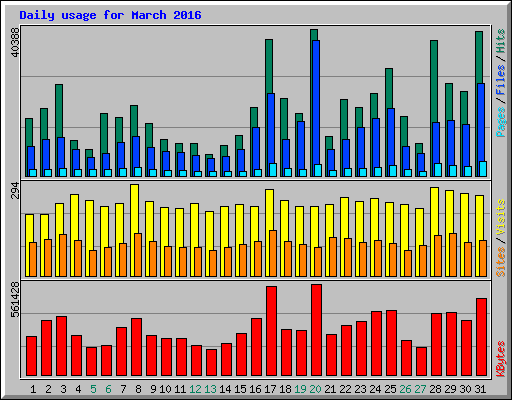 Daily usage for March 2016
40388
Pages / Files / Hits
294
Sites / Visits
561428
KBytes
1 2 3 4 5 6 7 8 9 10 11 12 13 14 15 16 17 18 19 20 21 22 23 24 25 26 27 28 29 30 31